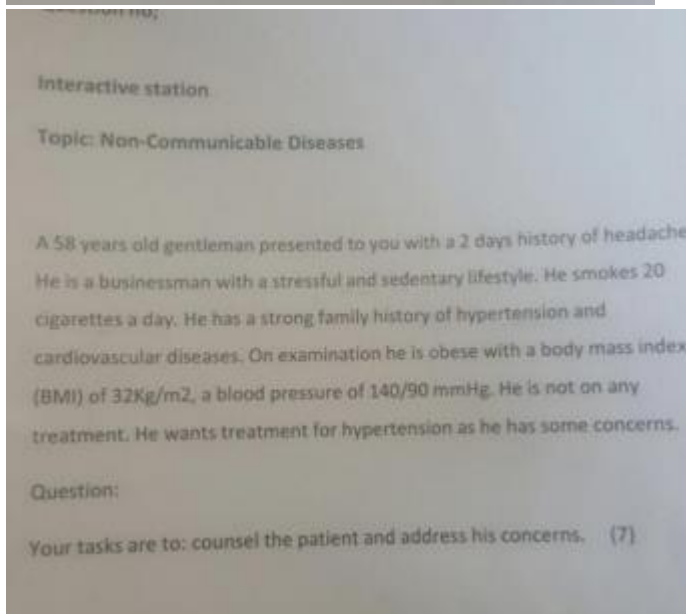 Interactive station
Topic: Non-Communicable Diseases
A 58 years old gentleman presented to you with a 2 days history of headache
He is a businessman with a stressful and sedentary lifestyle. He smokes 20
cigarettes a day. He has a strong family history of hypertension and
cardiovascular diseases. On examination he is obese with a body mass index
(BMI) of 32Kg/m2, a blood pressure of 140/90 mmHg. He is not on any
treatment. He wants treatment for hypertension as he has some concerns.
Question:
Your tasks are to: counsel the patient and address his concerns. (7)